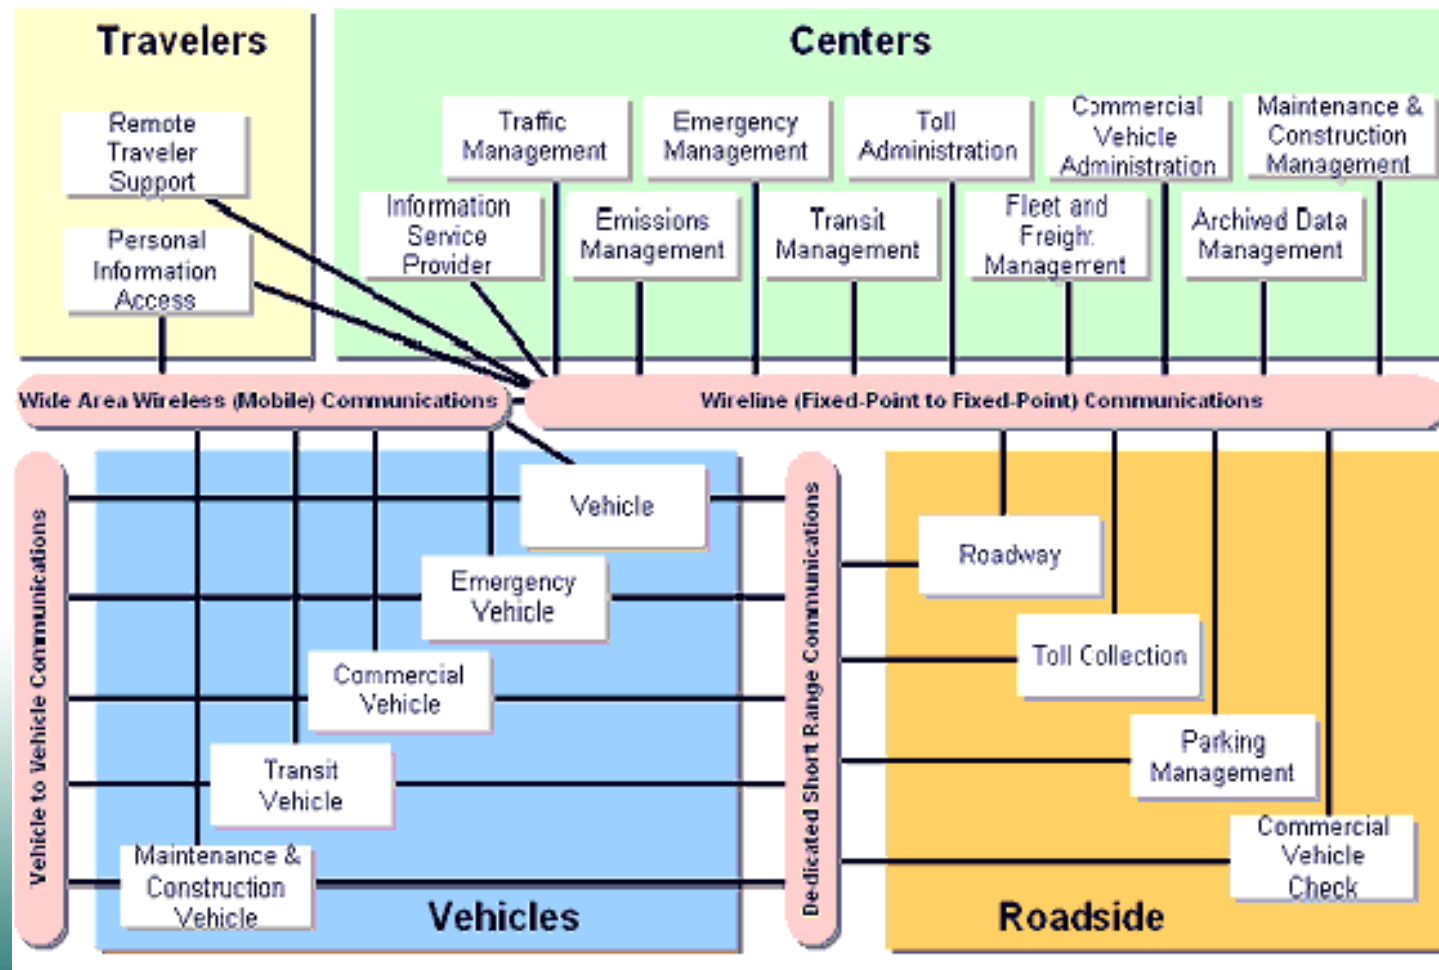 Travelers
Remote
Traveler
Support
Personal
Information
Access
Centers
Traffic
Management
Emergency
Management
Toll
Administration
Commercial
Vehicle
Administration
Maintenance &
Construction
Management
Information
Service
Provider
Emissions
Management
Transit
Management
Fleet and
Freight
Management
Archived Data
Management
Wide Area Wireless (Mobile) Communications
Wireline (Fixed-Point to Fixed-Point) Communications
Vehicle to Vehicle Communications
Vehicle
Emergency
Vehicle
Commercial
Vehicle
Transit
Vehicle
Maintenance &
Construction
Vehicle
Vehicles
Dedicated Short Range Communications
Roadway
Toll Collection
Parking
Management
Commercial
Vehicle
Check
Roadside